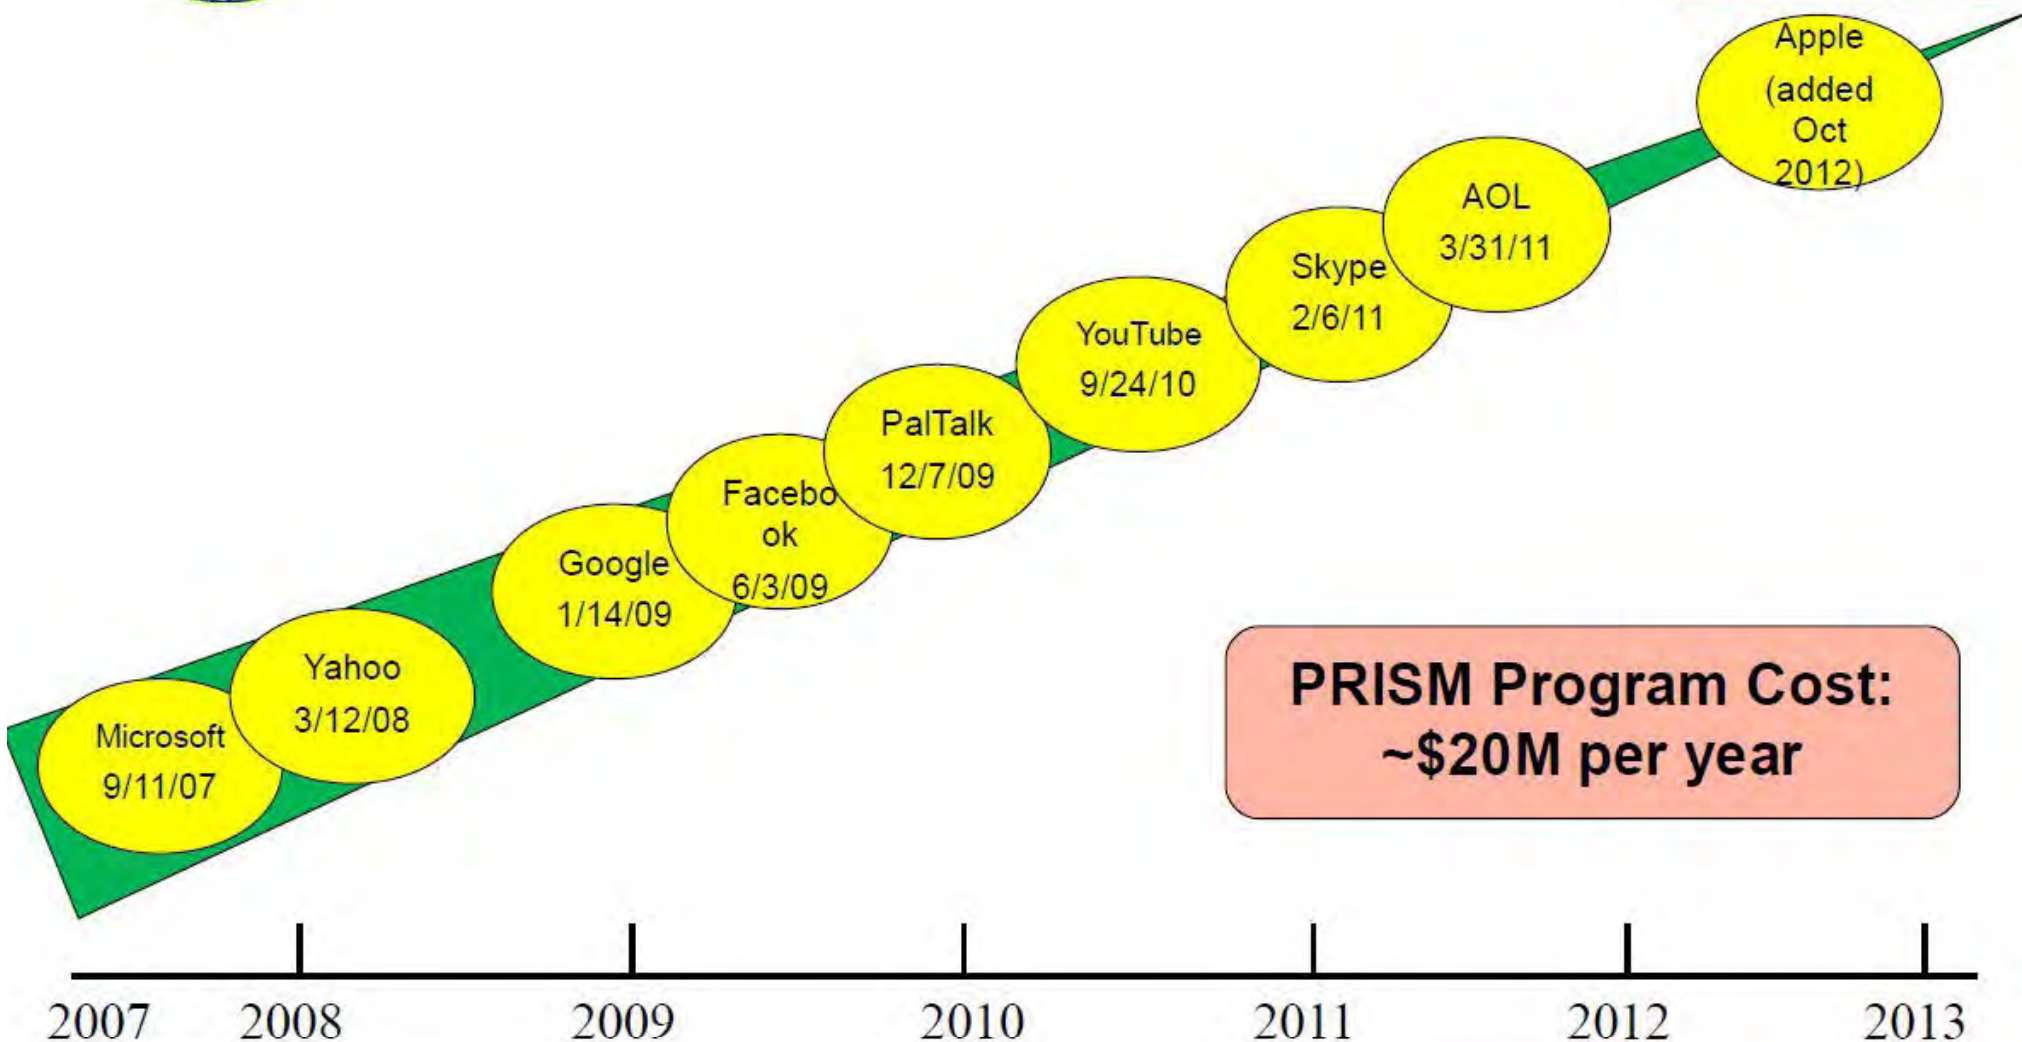 Apple
(added
Oct
2012)
AOL
3/31/11
Skype
2/6/11
YouTube
9/24/10
PalTalk
12/7/09
Facebo
ok
6/3/09
Google
1/14/09
Yahoo
3/12/08
Microsoft
9/11/07
PRISM Program Cost:
~$20M per year
2007 2008 2009 2010 2011 2012 2013